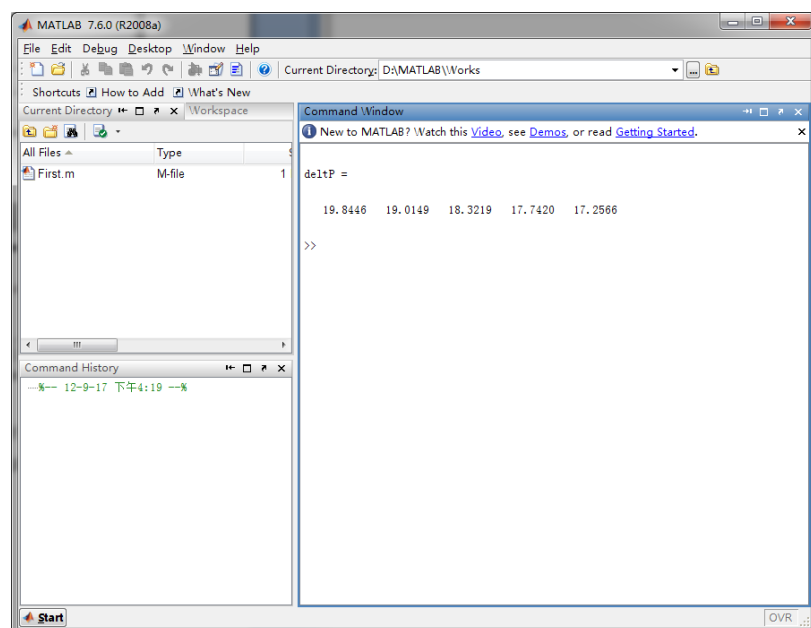 MATLAB 7.6.0 (R2008a)
File Edit Debug Desktop Window Help
Current Directory: D:\MATLAB\\Works
Shortcuts How to Add What's New
Current Directory Workspace
All Files Type S
First.m M-file 1
Command History
%-- 12-9-17 下午4:19 --%
Command Window
New to MATLAB? Watch this Video, see Demos, or read Getting Started.
deltP =
19.8446 19.0149 18.3219 17.7420 17.2566
>>
Start
OVR